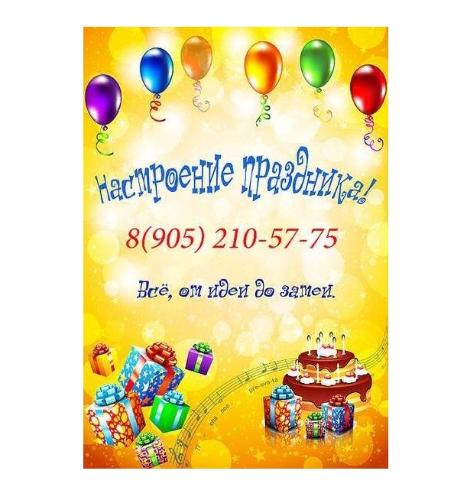 Настроение праздника!
8(905) 210-57-75
Всё, от идеи до затеи.